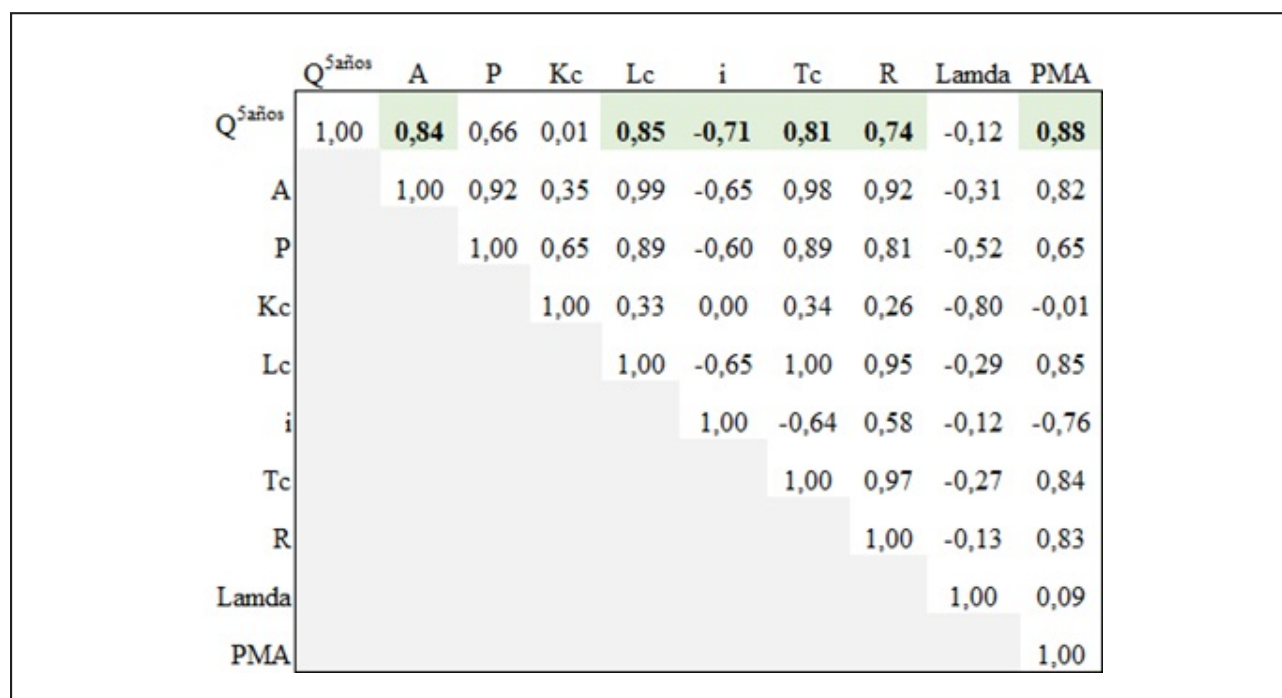 Q^5años A P Kc Lc i Tc R Lamda PMA
Q^5años 1,00 0,84 0,66 0,01 0,85 -0,71 0,81 0,74 -0,12 0,88
A 1,00 0,92 0,35 0,99 -0,65 0,98 0,92 -0,31 0,82
P 1,00 0,65 0,89 -0,60 0,89 0,81 -0,52 0,65
Kc 1,00 0,33 0,00 0,34 0,26 -0,80 -0,01
Lc 1,00 -0,65 1,00 0,95 -0,29 0,85
i 1,00 -0,64 0,58 -0,12 -0,76
Tc 1,00 0,97 -0,27 0,84
R 1,00 -0,13 0,83
Lamda 1,00 0,09
PMA 1,00